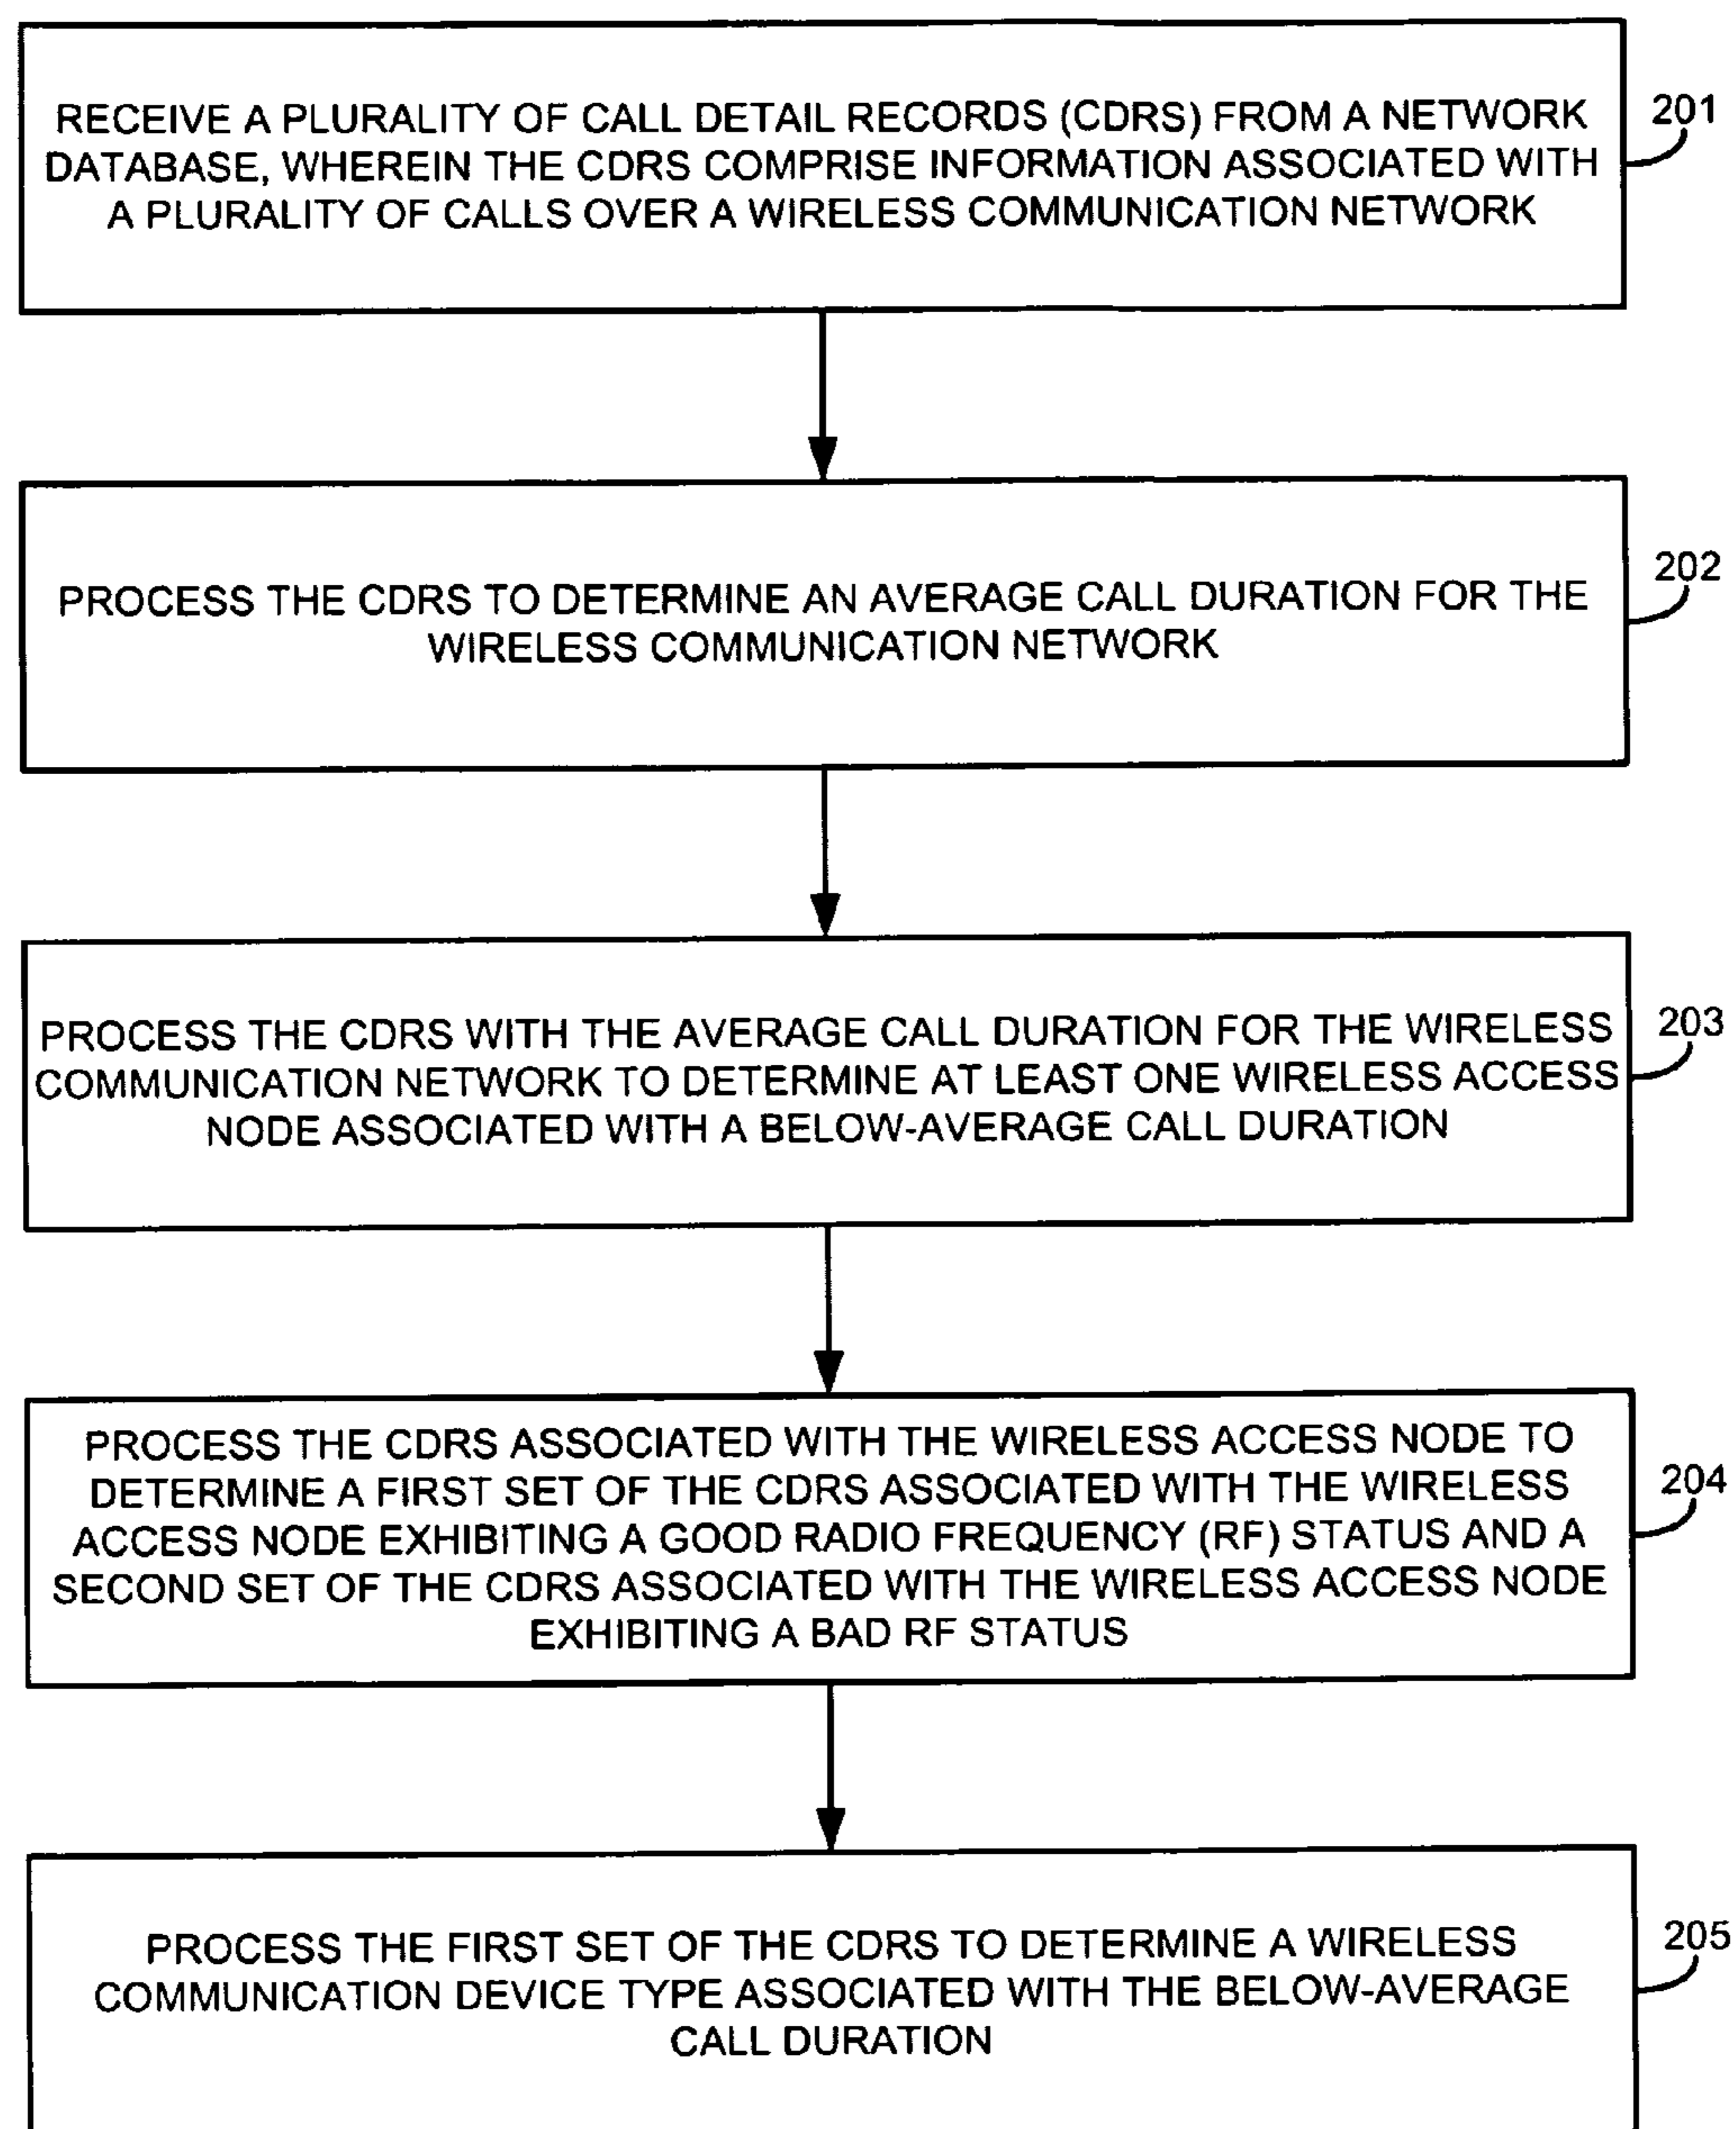 RECEIVE A PLURALITY OF CALL DETAIL RECORDS (CDRS) FROM A NETWORK
DATABASE, WHEREIN THE CDRS COMPRISE INFORMATION ASSOCIATED WITH
A PLURALITY OF CALLS OVER A WIRELESS COMMUNICATION NETWORK
201
PROCESS THE CDRS TO DETERMINE AN AVERAGE CALL DURATION FOR THE
WIRELESS COMMUNICATION NETWORK
202
PROCESS THE CDRS WITH THE AVERAGE CALL DURATION FOR THE WIRELESS
COMMUNICATION NETWORK TO DETERMINE AT LEAST ONE WIRELESS ACCESS
NODE ASSOCIATED WITH A BELOW-AVERAGE CALL DURATION
203
PROCESS THE CDRS ASSOCIATED WITH THE WIRELESS ACCESS NODE TO
DETERMINE A FIRST SET OF THE CDRS ASSOCIATED WITH THE WIRELESS
ACCESS NODE EXHIBITING A GOOD RADIO FREQUENCY (RF) STATUS AND A
SECOND SET OF THE CDRS ASSOCIATED WITH THE WIRELESS ACCESS NODE
EXHIBITING A BAD RF STATUS
204
PROCESS THE FIRST SET OF THE CDRS TO DETERMINE A WIRELESS
COMMUNICATION DEVICE TYPE ASSOCIATED WITH THE BELOW-AVERAGE
CALL DURATION
205